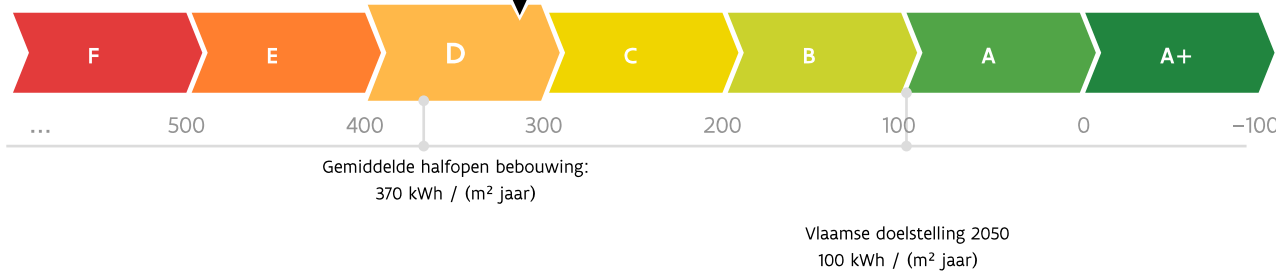 F E D C B A A+
... 500 400 300 200 100 0 –100
Gemiddelde halfopen bebouwing:
370 kWh / (m² jaar)
Vlaamse doelstelling 2050
100 kWh / (m² jaar)